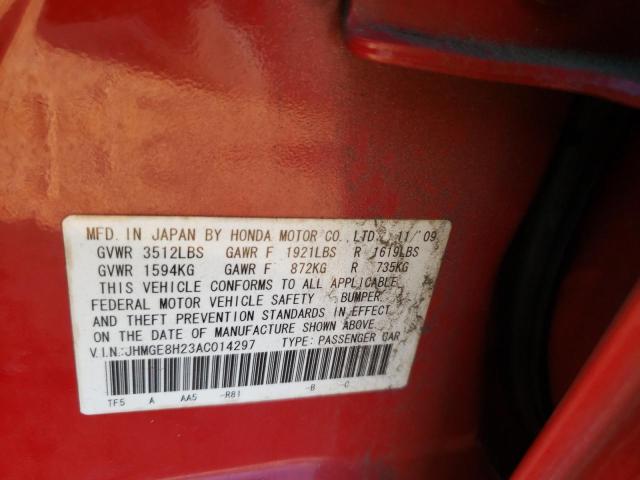 MFD. IN JAPAN BY HONDA MOTOR CO., LTD. 11/'09
GVWR 3512LBS GAWR F 1921LBS R 1619LBS
GVWR 1594KG GAWR F 872KG R 735KG
THIS VEHICLE CONFORMS TO ALL APPLICABLE
FEDERAL MOTOR VEHICLE SAFETY BUMPER,
AND THEFT PREVENTION STANDARDS IN EFFECT
ON THE DATE OF MANUFACTURE SHOWN ABOVE.
V.I.N.:JHMGE8H23AC014297 TYPE: PASSENGER CAR
TF5 A AA5 -R81 -B -C